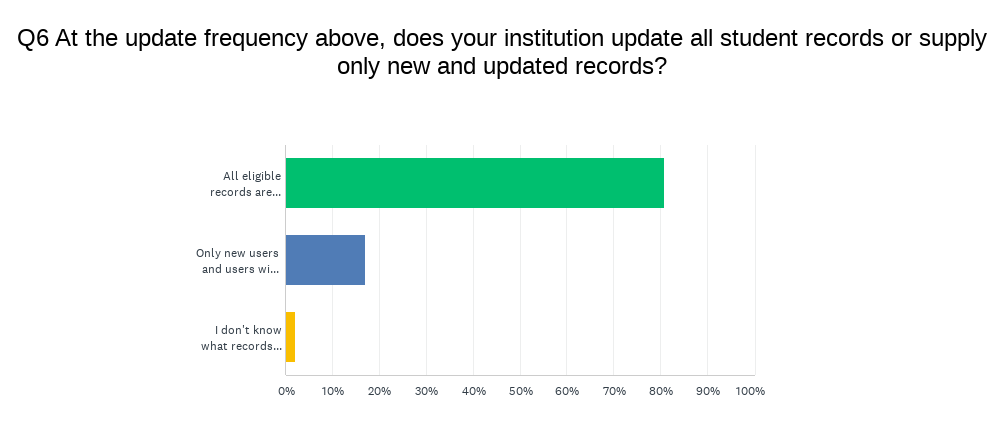 Q6 At the update frequency above, does your institution update all student records or supply
only new and updated records?
All eligible
records are...
Only new users
and users wi...
I don't know
what records...
0% 10% 20% 30% 40% 50% 60% 70% 80% 90% 100%